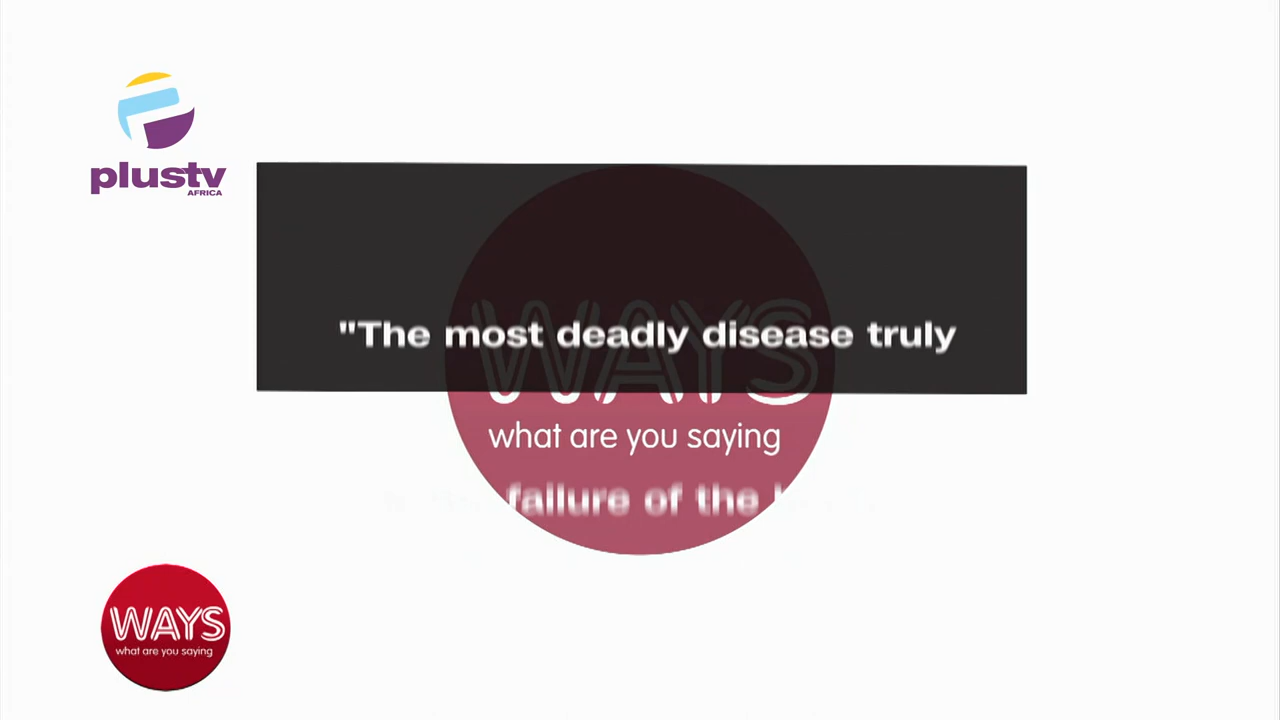 plustv
AFRICA
"The most deadly disease truly
WAYS
what are you saying
failure of the
WAYS
what are you saying